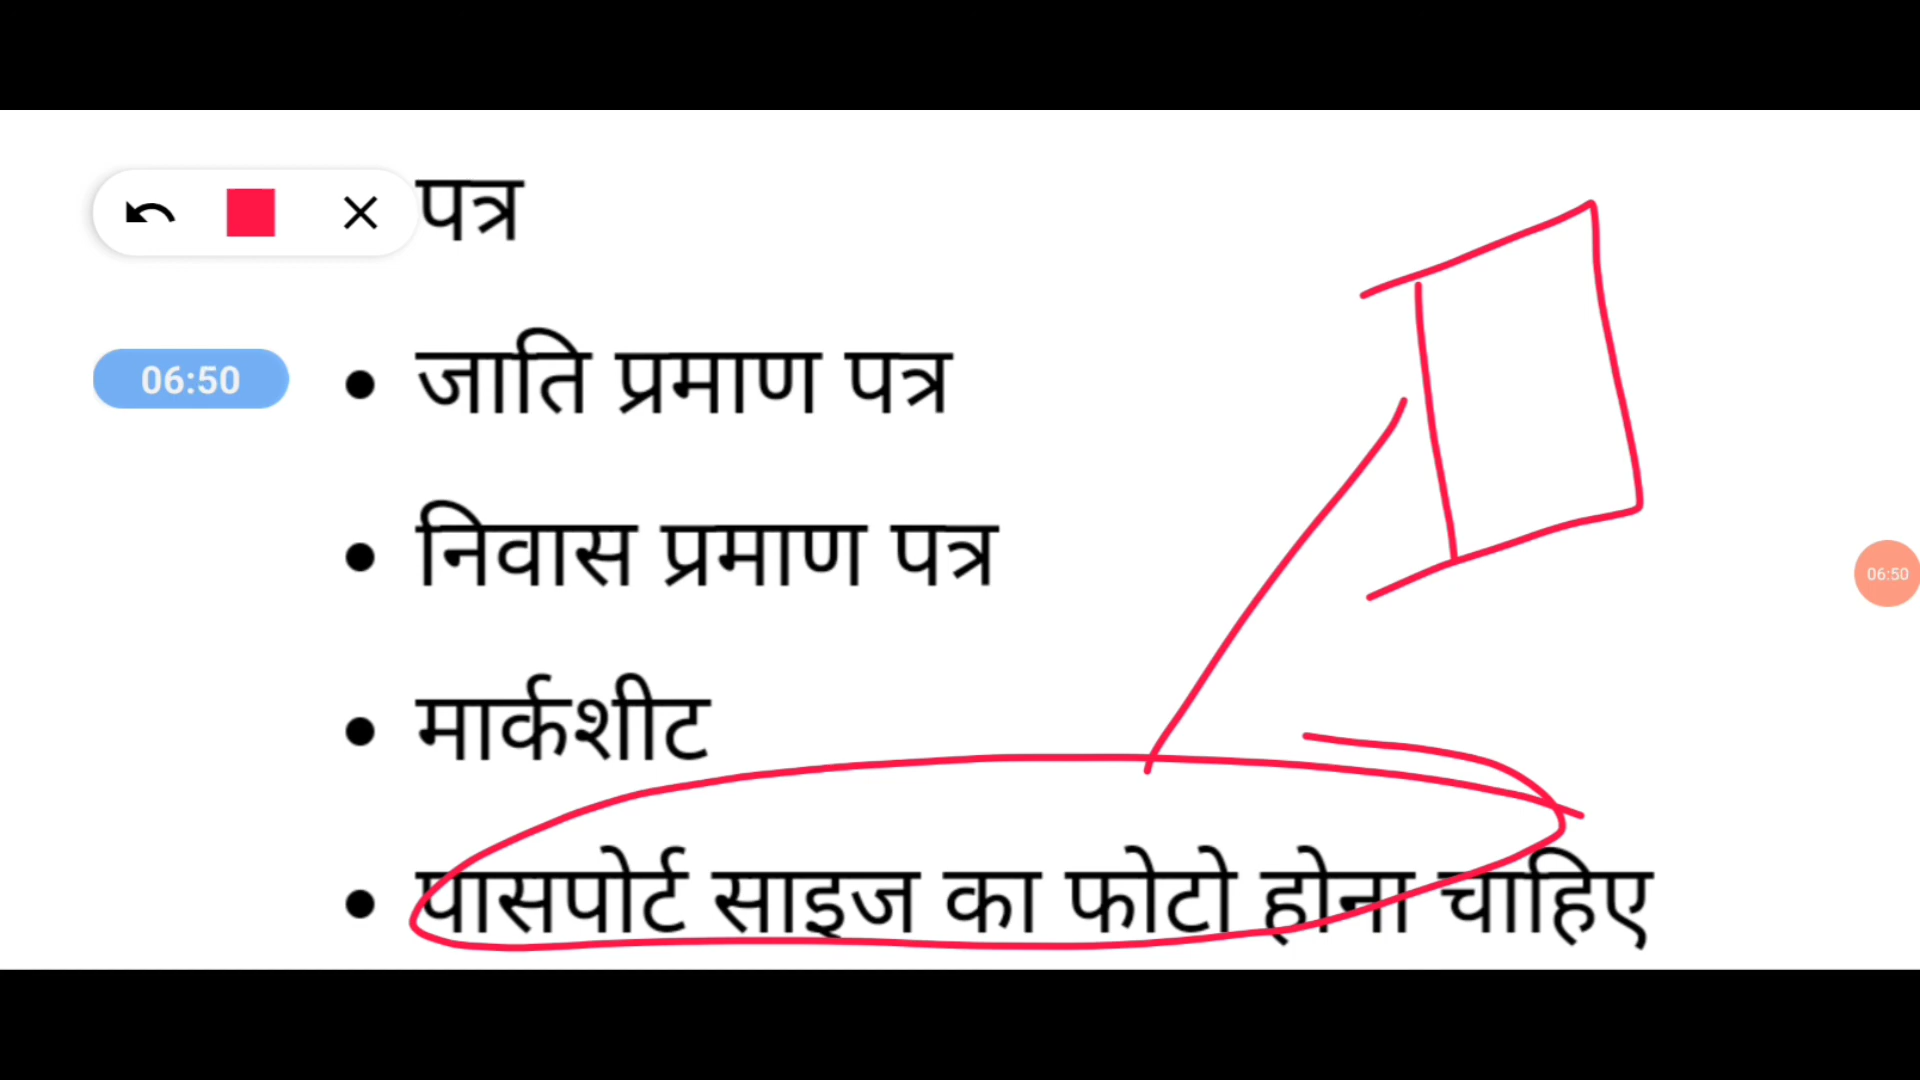 पत्र
06:50
• जाति प्रमाण पत्र
• निवास प्रमाण पत्र
06:50
• मार्कशीट
• पासपोर्ट साइज का फोटो होना चाहिए